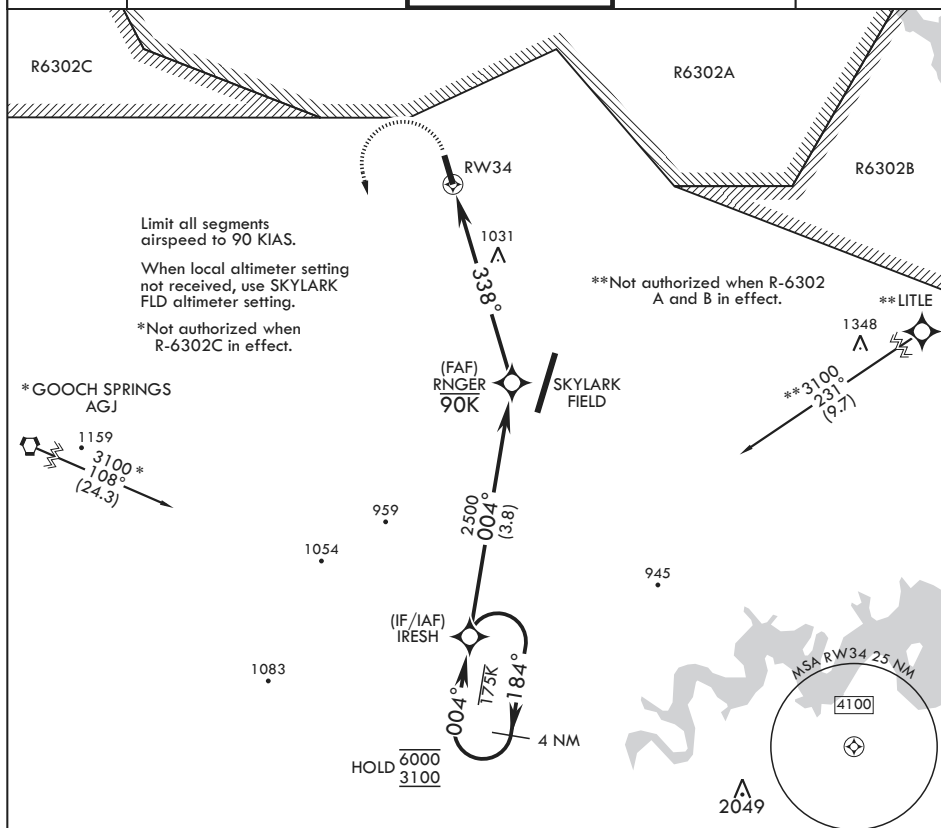 R6302C
R6302A
R6302B
RW34
Limit all segments
airspeed to 90 KIAS.
When local altimeter setting
not received, use SKYLARK
FLD altimeter setting.
*Not authorized when
R-6302C in effect.
1031
338°
**Not authorized when R-6302
A and B in effect.
**LITLE
1348
**3100
231°
(9.7)
(FAF)
RNGER
90K
SKYLARK
FIELD
*GOOCH SPRINGS
AGJ
1159
3100*
108°
(24.3)
959
1054
2500
004°
(3.8)
945
(IF/IAF)
IRESH
1083
004°
175K
184°
4 NM
HOLD 6000
3100
MSA RW34 25 NM
4100
2049